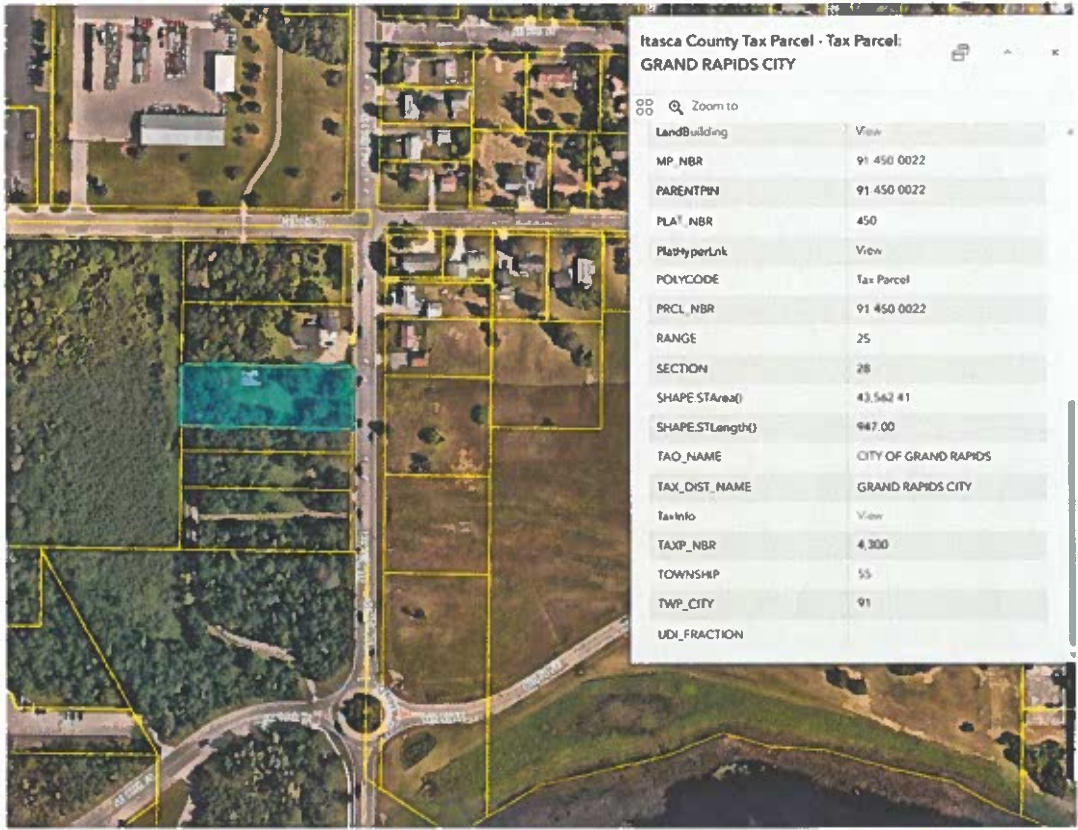 Itasca County Tax Parcel - Tax Parcel:
GRAND RAPIDS CITY
Zoom to
LandBuilding View
MP_NBR 91-450-0022
PARENTPIN 91-450-0022
PLAT_NBR 450
PlatHyperLnk View
POLYCODE Tax Parcel
PRCL_NBR 91-450-0022
RANGE 25
SECTION 28
SHAPE.STArea() 43,562.41
SHAPE.STLength() 947.00
TAO_NAME CITY OF GRAND RAPIDS
TAX_DIST_NAME GRAND RAPIDS CITY
TaxInfo View
TAXP_NBR 4,300
TOWNSHIP 55
TWP_CITY 91
UDI_FRACTION